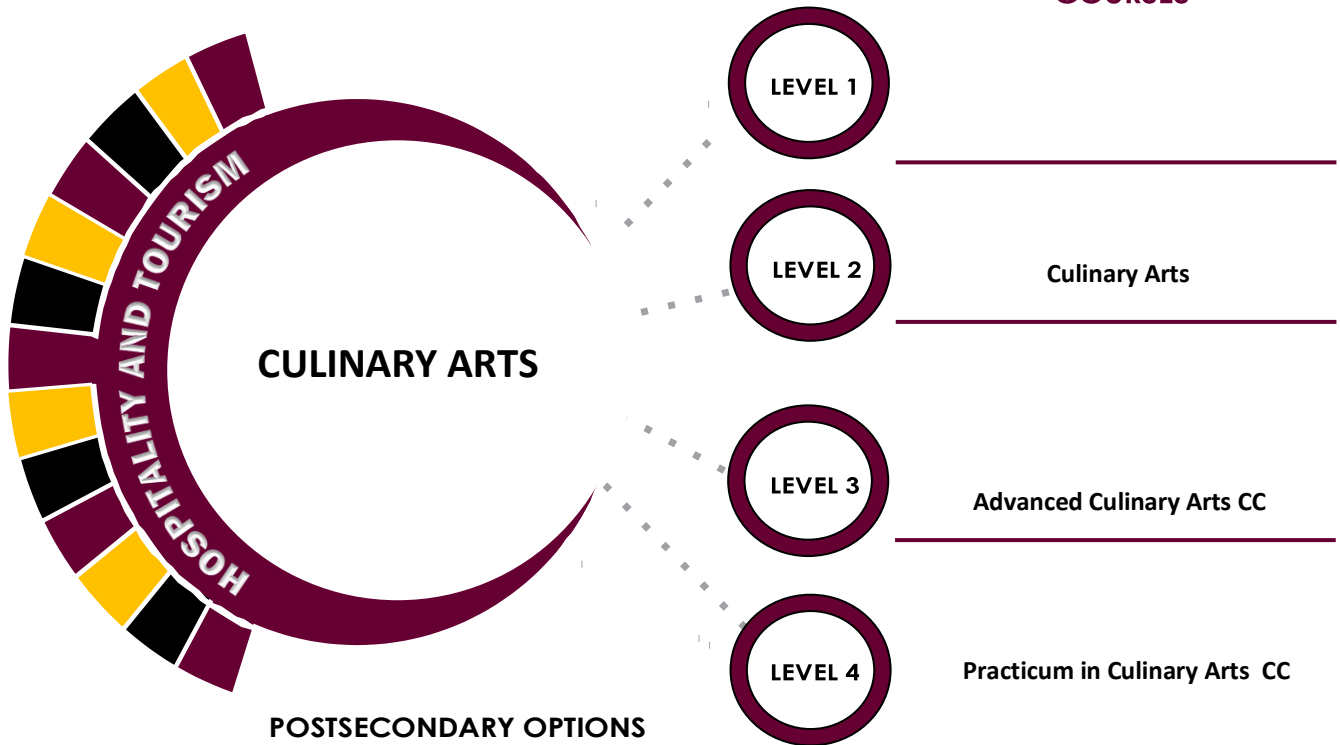 COURSES
LEVEL 1
HOSPITALITY AND TOURISM
LEVEL 2
Culinary Arts
CULINARY ARTS
LEVEL 3
Advanced Culinary Arts CC
LEVEL 4
Practicum in Culinary Arts CC
POSTSECONDARY OPTIONS